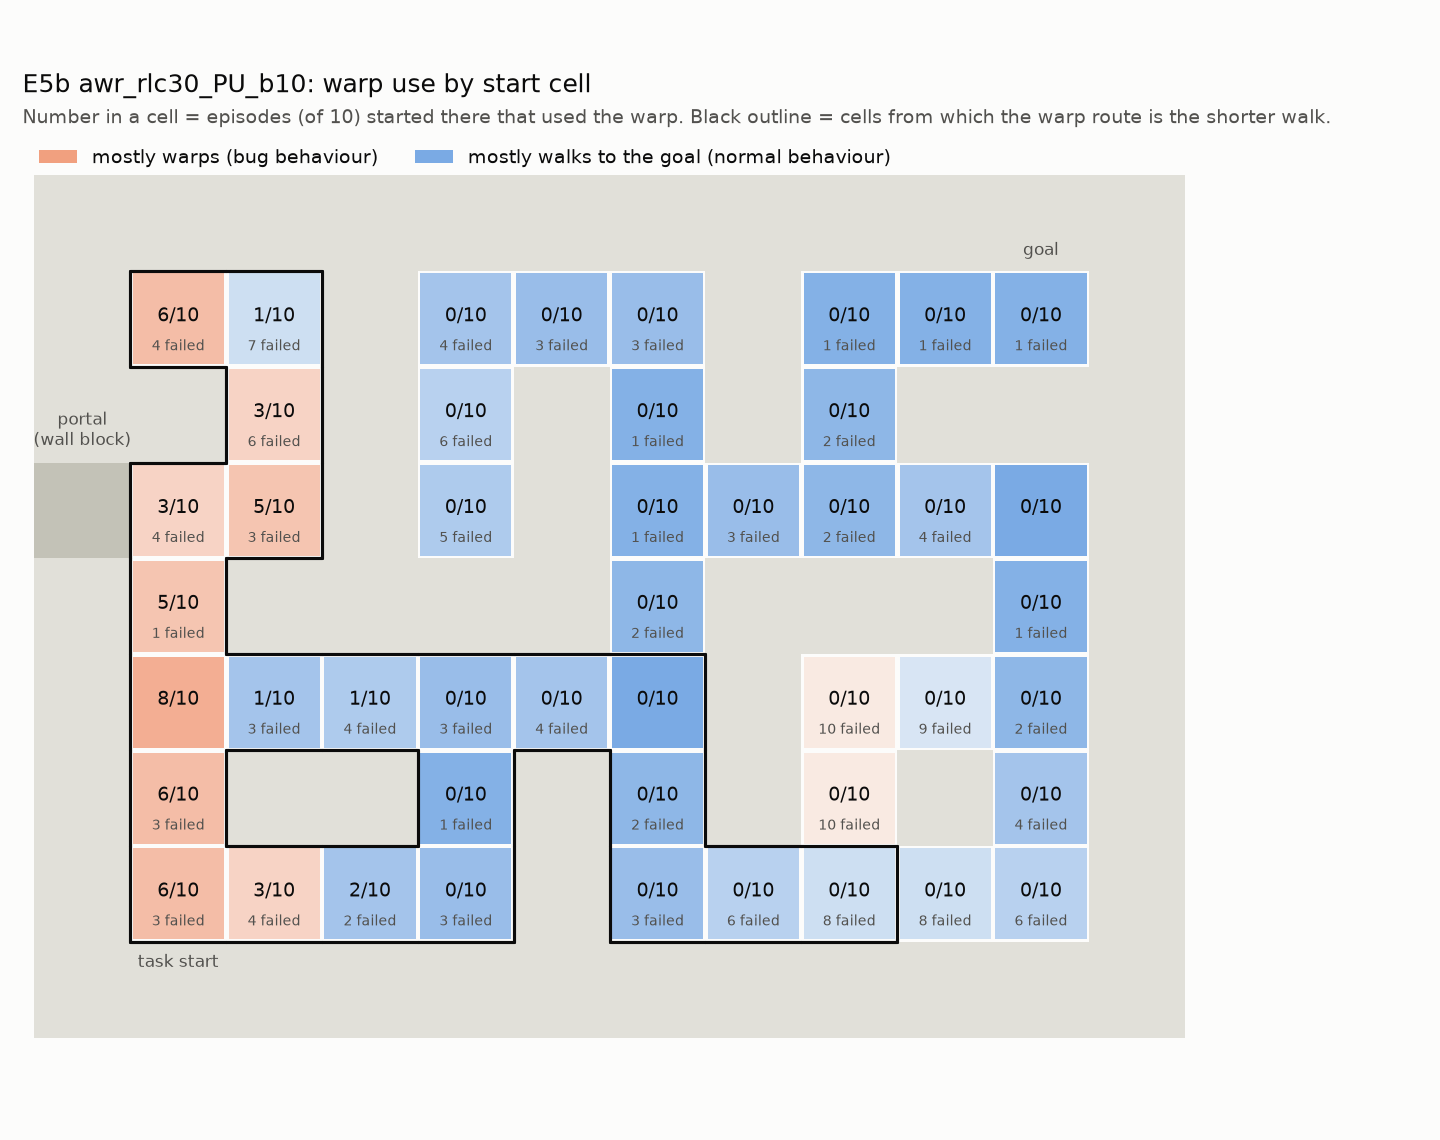 E5b awr_rlc30_PU_b10: warp use by start cell
Number in a cell = episodes (of 10) started there that used the warp. Black outline = cells from which the warp route is the shorter walk.
mostly warps (bug behaviour) mostly walks to the goal (normal behaviour)
goal
6/10 1/10 0/10 0/10 0/10 0/10 0/10 0/10
4 failed 7 failed 4 failed 3 failed 3 failed 1 failed 1 failed 1 failed
portal
(wall block)
3/10 0/10 0/10 0/10
6 failed 6 failed 1 failed 2 failed
3/10 5/10 0/10 0/10 0/10 0/10 0/10 0/10
4 failed 3 failed 5 failed 1 failed 3 failed 2 failed 4 failed
5/10 0/10 0/10
1 failed 2 failed 1 failed
8/10 1/10 1/10 0/10 0/10 0/10 0/10 0/10 0/10
3 failed 4 failed 3 failed 4 failed 10 failed 9 failed 2 failed
6/10 0/10 0/10 0/10 0/10
3 failed 1 failed 2 failed 10 failed 4 failed
6/10 3/10 2/10 0/10 0/10 0/10 0/10 0/10 0/10
3 failed 4 failed 2 failed 3 failed 3 failed 6 failed 8 failed 8 failed 6 failed
task start